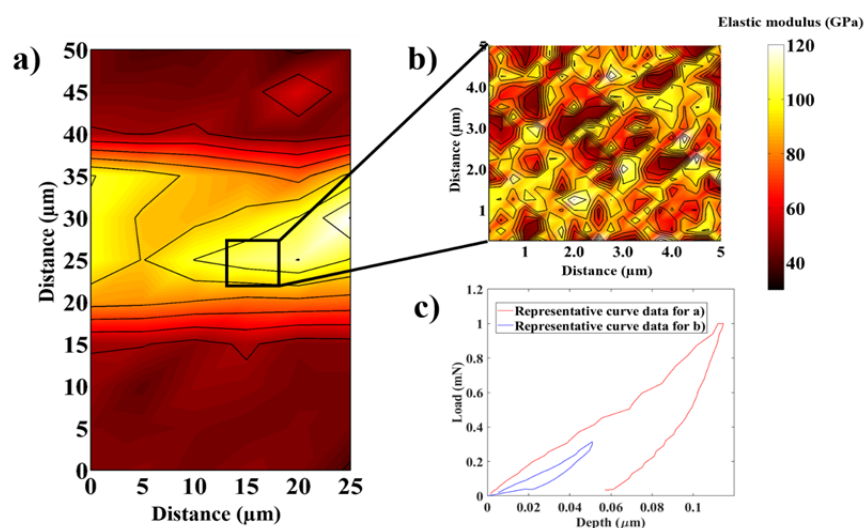 Elastic modulus (GPa)
a)
b)
50
45
40
35
30
25
20
15
10
5
0
0 5 10 15 20 25
Distance (µm)
Distance (µm)
4.0
3.0
2.0
1
1 2.0 3.0 4.0 5
Distance (µm)
Distance (µm)
120
100
80
60
40
c)
1.2
1
0.8
0.6
0.4
0.2
0
0 0.02 0.04 0.06 0.08 0.1
Load (mN)
Depth (µm)
Representative curve data for a)
Representative curve data for b)